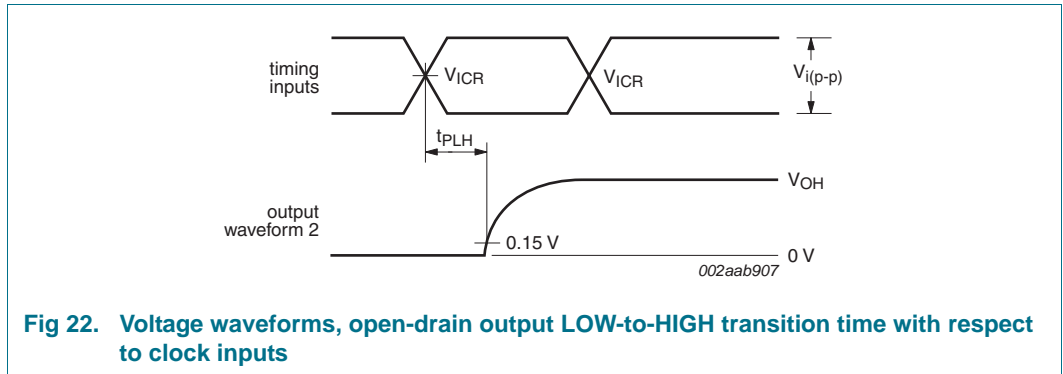 timing
inputs
VICR
VICR
Vi(p-p)
tPLH
output
waveform 2
VOH
0.15 V
0 V
002aab907
Fig 22. Voltage waveforms, open-drain output LOW-to-HIGH transition time with respect
to clock inputs